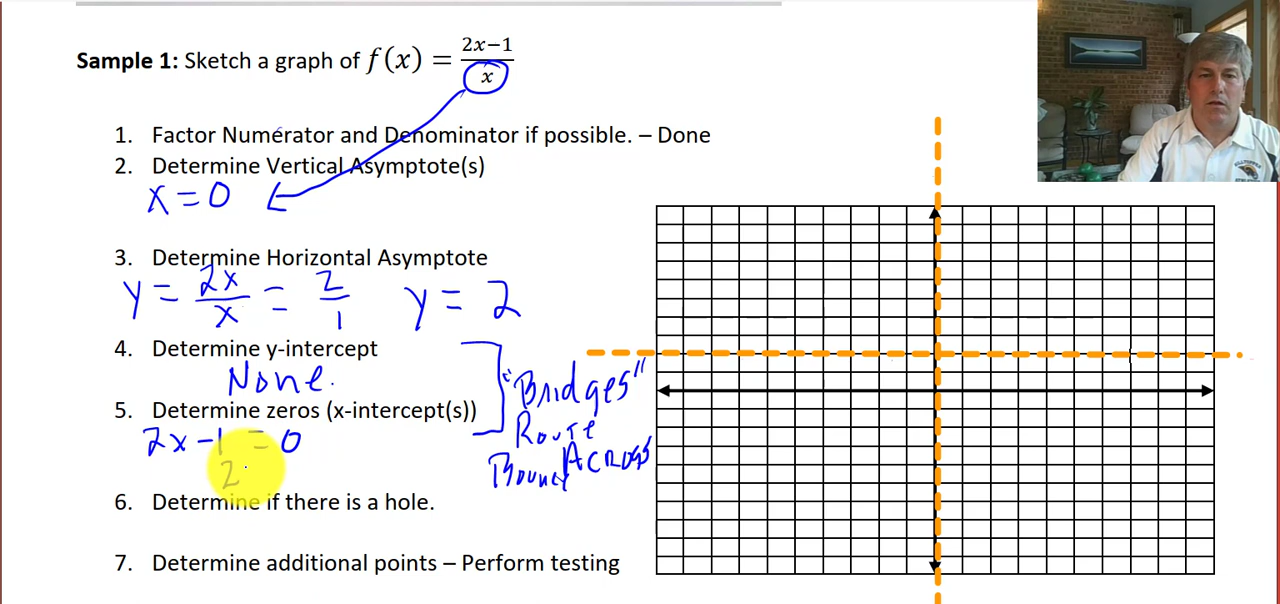 Sample 1: Sketch a graph of f(x) = 2x−1 / x
1. Factor Numerator and Denominator if possible. – Done
2. Determine Vertical Asymptote(s)
x = 0
3. Determine Horizontal Asymptote
y = 2x / x = 2 / 1 y = 2
4. Determine y-intercept
None.
5. Determine zeros (x-intercept(s))
"Bridges"
Route
Across
2x − 1 = 0
2
6. Determine if there is a hole.
7. Determine additional points – Perform testing